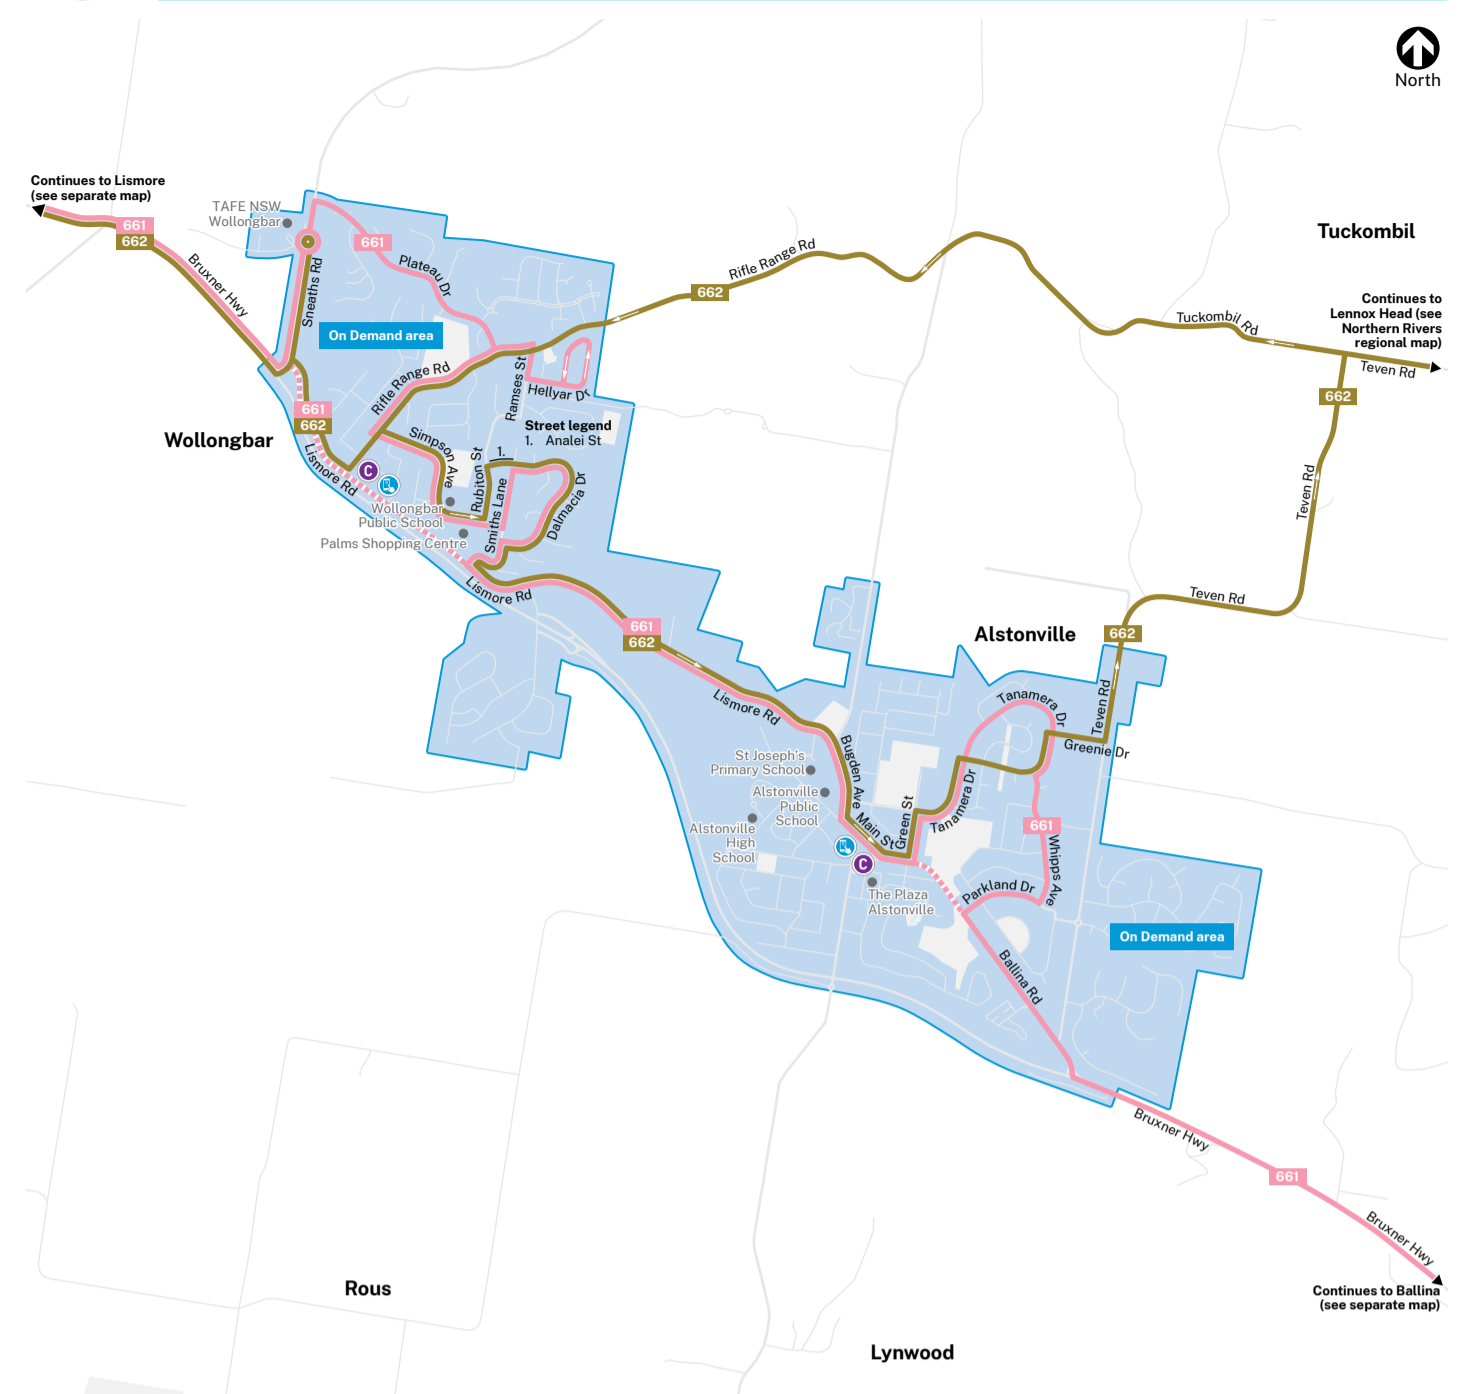 North
Continues to Lismore
(see separate map)
661
662
TAFE NSW
Wollongbar
661
Plateau Dr
Bruxner Hwy
Sneaths Rd
On Demand area
Rifle Range Rd
662
Tuckombil
Continues to
Lennox Head (see
Northern Rivers
regional map)
Tuckombil Rd
Teven Rd
662
Rifle Range Rd
Ramses St
Hellyar Dr
661
662
Wollongbar
Street legend
1. Analei St
Simpson Ave
1.
Rubiton St
Lismore Rd
C
Smiths Lane
Dalmacia Dr
Wollongbar
Public School
Palms Shopping Centre
Lismore Rd
Teven Rd
Teven Rd
661
662
Alstonville
662
Lismore Rd
Tanamera Dr
Teven Rd
Greenie Dr
Bugden Ave
St Joseph's
Primary School
Alstonville
Public
School
Alstonville
High
School
Main St
Green St
Tanamera Dr
661
Whipps Ave
C
Parkland Dr
The Plaza
Alstonville
On Demand area
Ballina Rd
Bruxner Hwy
661
Bruxner Hwy
Continues to Ballina
(see separate map)
Rous
Lynwood